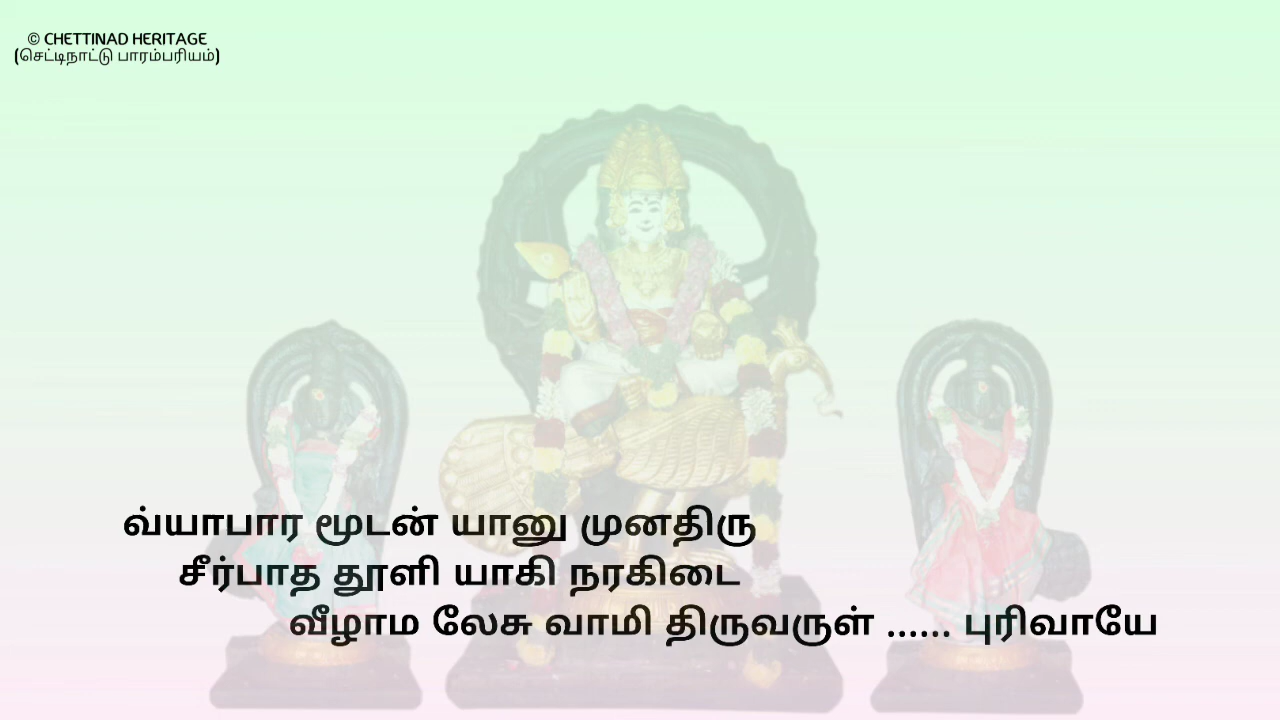 © CHETTINAD HERITAGE
(செட்டிநாட்டு பாரம்பரியம்)
வ்யாபார மூடன் யானு முனதிரு
சீர்பாத தூளி யாகி நரகிடை
வீழாம லேசு வாமி திருவருள் ...... புரிவாயே